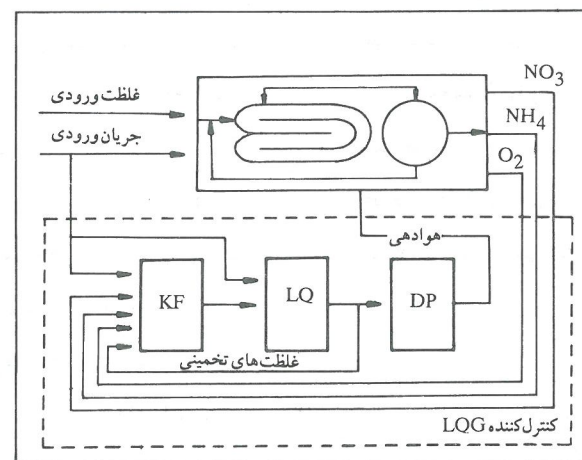 NO3
غلظت ورودی
NH4
جریان ورودی
O2
هوادهی
KF
LQ
DP
غلظت‌های تخمینی
کنترل‌کننده LQG